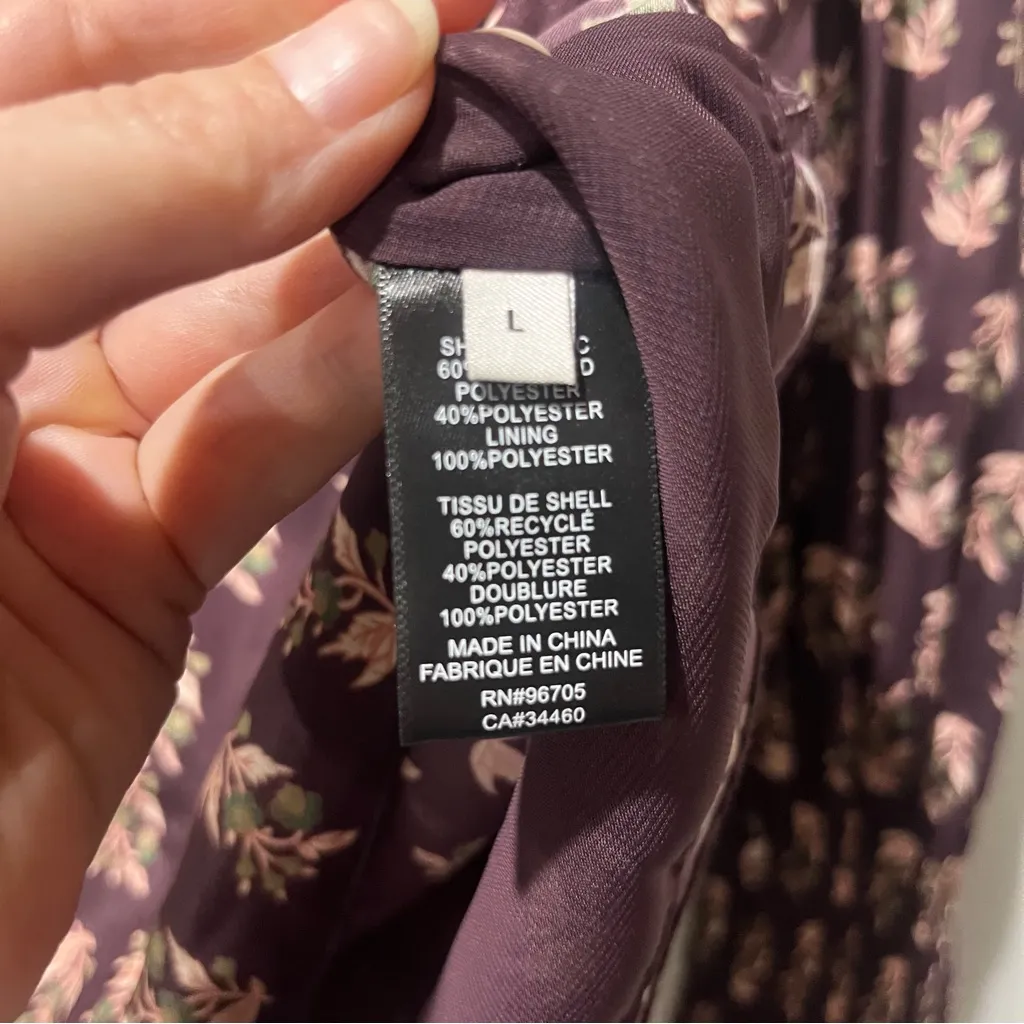 L
POLYESTER
40%POLYESTER
LINING
100%POLYESTER
TISSU DE SHELL
60%RECYCLÉ
POLYESTER
40%POLYESTER
DOUBLURE
100%POLYESTER
MADE IN CHINA
FABRIQUE EN CHINE
RN#96705
CA#34460